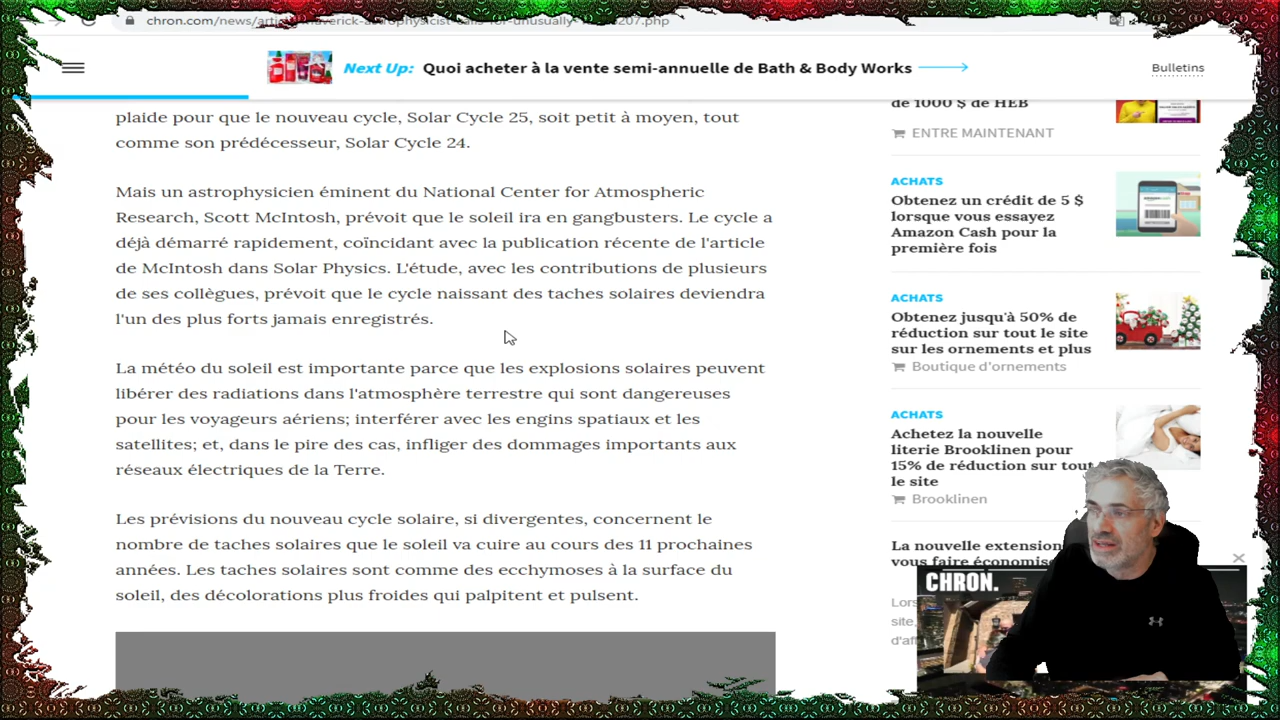 chron.com/news/article/maverick-astrophysicist-calls-for-unusually-
207.php
Next Up: Quoi acheter à la vente semi-annuelle de Bath & Body Works
Bulletins
plaide pour que le nouveau cycle, Solar Cycle 25, soit petit à moyen, tout
comme son prédécesseur, Solar Cycle 24.
Mais un astrophysicien éminent du National Center for Atmospheric
Research, Scott McIntosh, prévoit que le soleil ira en gangbusters. Le cycle a
déjà démarré rapidement, coïncidant avec la publication récente de l'article
de McIntosh dans Solar Physics. L'étude, avec les contributions de plusieurs
de ses collègues, prévoit que le cycle naissant des taches solaires deviendra
l'un des plus forts jamais enregistrés.
La météo du soleil est importante parce que les explosions solaires peuvent
libérer des radiations dans l'atmosphère terrestre qui sont dangereuses
pour les voyageurs aériens; interférer avec les engins spatiaux et les
satellites; et, dans le pire des cas, infliger des dommages importants aux
réseaux électriques de la Terre.
Les prévisions du nouveau cycle solaire, si divergentes, concernent le
nombre de taches solaires que le soleil va cuire au cours des 11 prochaines
années. Les taches solaires sont comme des ecchymoses à la surface du
soleil, des décolorations plus froides qui palpitent et pulsent.
de 1000 $ de HEB
ENTRE MAINTENANT
ACHATS
Obtenez un crédit de 5 $
lorsque vous essayez
Amazon Cash pour la
première fois
ACHATS
Obtenez jusqu'à 50% de
réduction sur tout le site
sur les ornements et plus
Boutique d'ornements
ACHATS
Achetez la nouvelle
literie Brooklinen pour
15% de réduction sur tout
le site
Brooklinen
La nouvelle extension
vous faire économise
Lors
site,
d'af
CHRON.